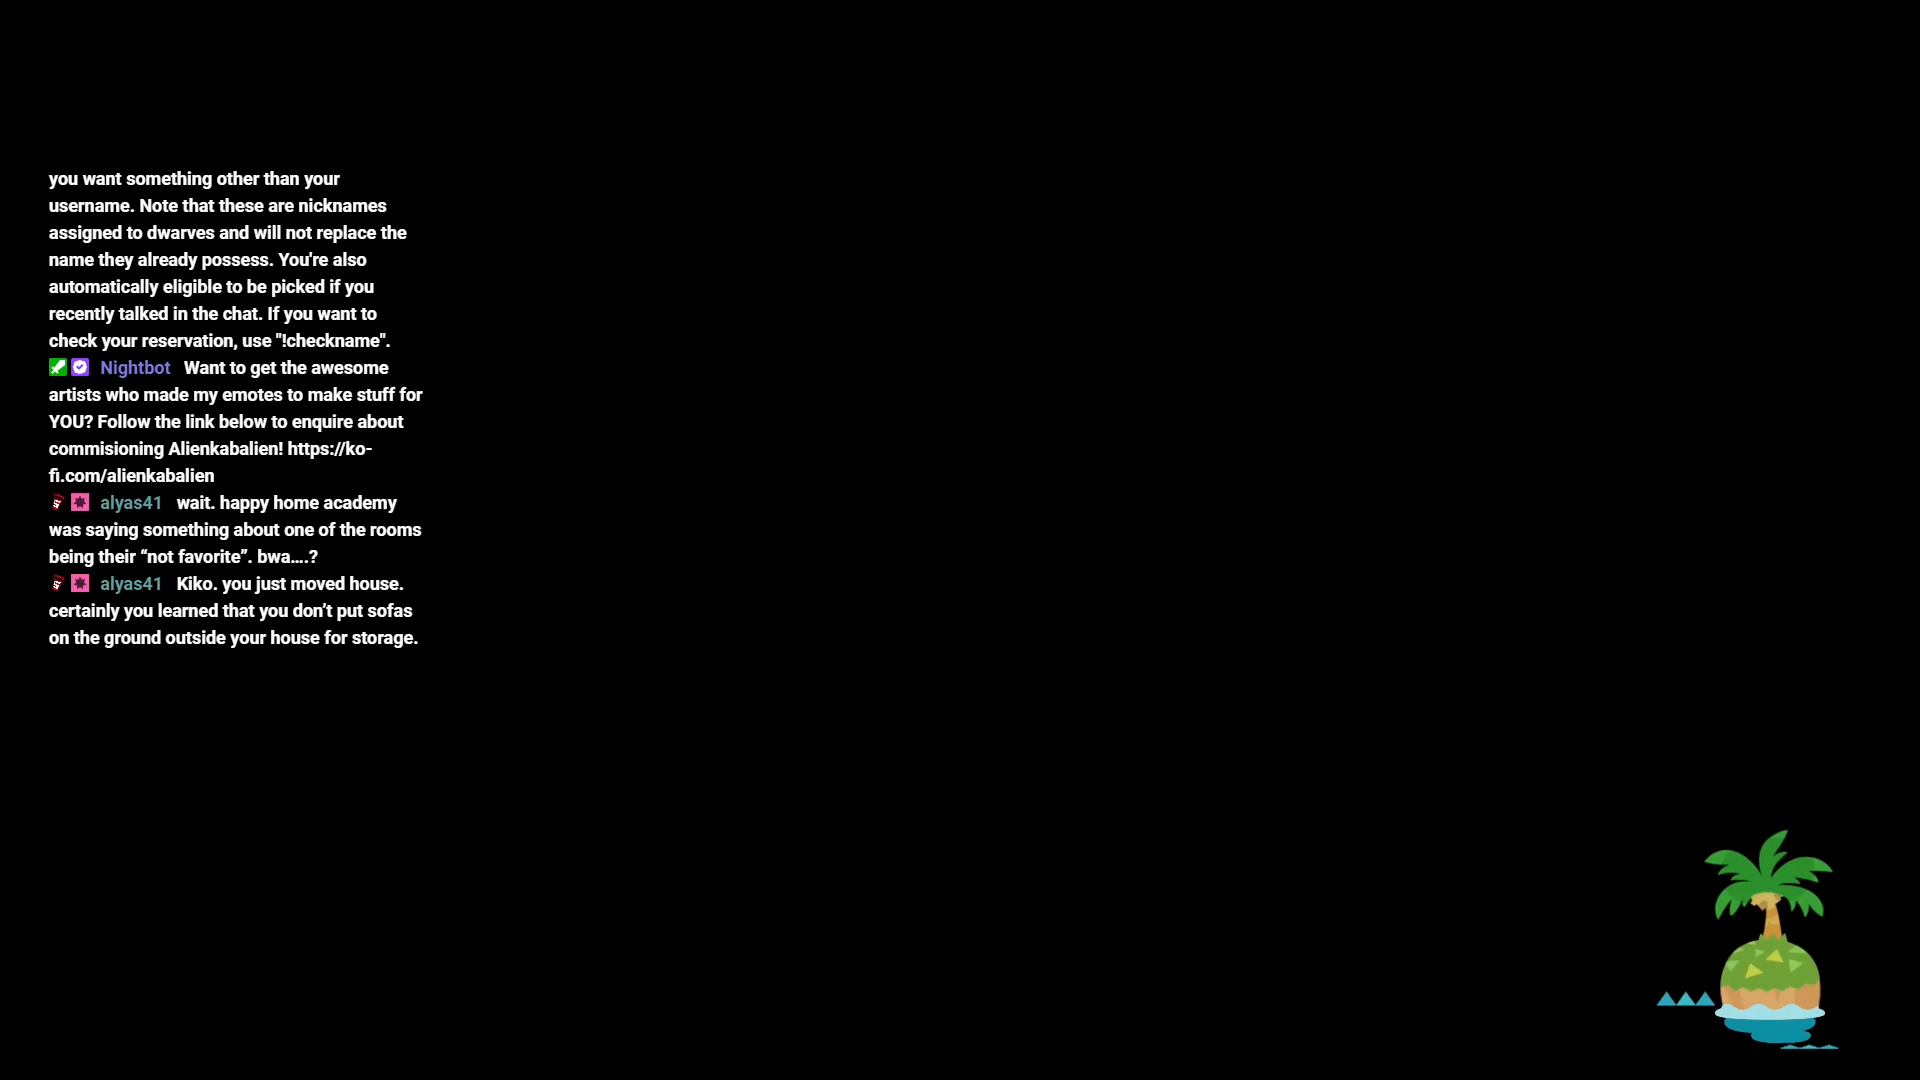 you want something other than your
username. Note that these are nicknames
assigned to dwarves and will not replace the
name they already possess. You're also
automatically eligible to be picked if you
recently talked in the chat. If you want to
check your reservation, use "!checkname".
Nightbot Want to get the awesome
artists who made my emotes to make stuff for
YOU? Follow the link below to enquire about
commisioning Alienkabalien! https://ko-
fi.com/alienkabalien
alyas41 wait. happy home academy
was saying something about one of the rooms
being their “not favorite”. bwa….?
alyas41 Kiko. you just moved house.
certainly you learned that you don’t put sofas
on the ground outside your house for storage.